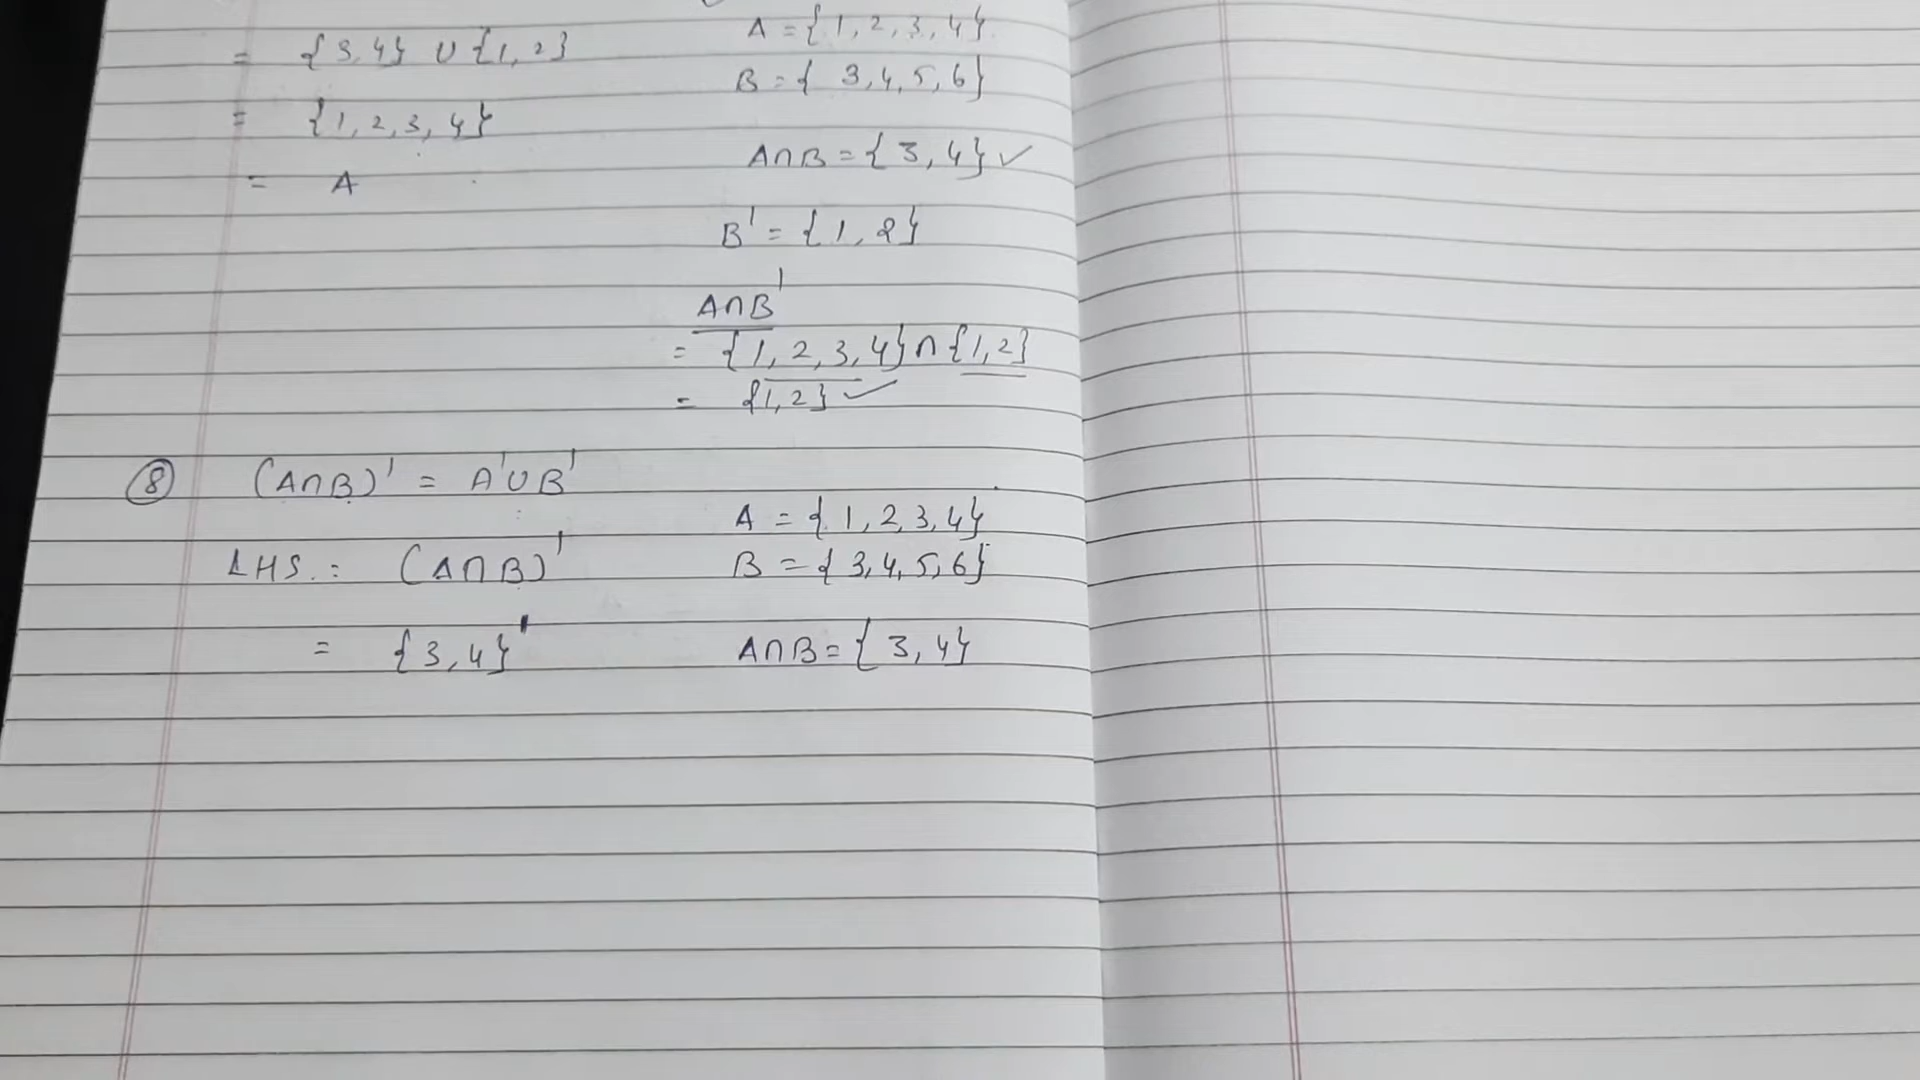 = {3,4} ∪ {1,2}
= {1,2,3,4}
= A
A = {1,2,3,4}
B = { 3,4,5,6}
A∩B = { 3,4} ✓
B' = {1,2}
A∩B'
= {1,2,3,4} ∩ {1,2}
= {1,2} ✓
⑧ (A∩B)' = A'∪B'
LHS. = (A∩B)'
= {3,4}'
A = {1,2,3,4}
B = { 3,4,5,6}
A∩B = { 3,4}